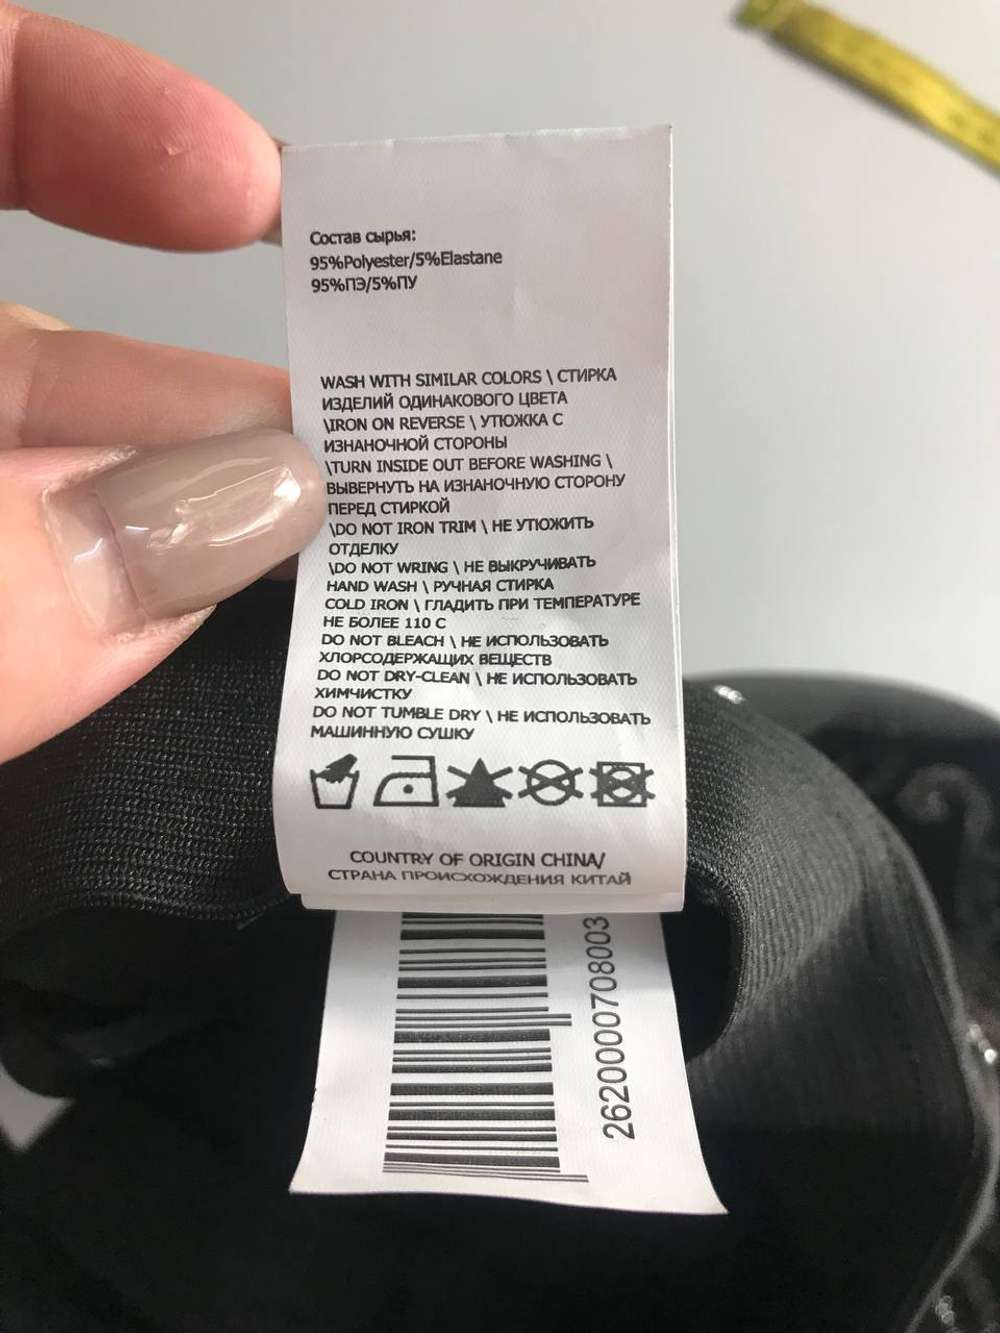 Состав сырья:
95%Polyester/5%Elastane
95%ПЭ/5%ПУ
WASH WITH SIMILAR COLORS \ СТИРКА
ИЗДЕЛИЙ ОДИНАКОВОГО ЦВЕТА
\IRON ON REVERSE \ УТЮЖКА С
ИЗНАНОЧНОЙ СТОРОНЫ
\TURN INSIDE OUT BEFORE WASHING \
ВЫВЕРНУТЬ НА ИЗНАНОЧНУЮ СТОРОНУ
ПЕРЕД СТИРКОЙ
\DO NOT IRON TRIM \ НЕ УТЮЖИТЬ
ОТДЕЛКУ
\DO NOT WRING \ НЕ ВЫКРУЧИВАТЬ
HAND WASH \ РУЧНАЯ СТИРКА
COLD IRON \ ГЛАДИТЬ ПРИ ТЕМПЕРАТУРЕ
НЕ БОЛЕЕ 110 С
DO NOT BLEACH \ НЕ ИСПОЛЬЗОВАТЬ
ХЛОРСОДЕРЖАЩИХ ВЕЩЕСТВ
DO NOT DRY-CLEAN \ НЕ ИСПОЛЬЗОВАТЬ
ХИМЧИСТКУ
DO NOT TUMBLE DRY \ НЕ ИСПОЛЬЗОВАТЬ
МАШИННУЮ СУШКУ
COUNTRY OF ORIGIN CHINA/
СТРАНА ПРОИСХОЖДЕНИЯ КИТАЙ
2620000708003